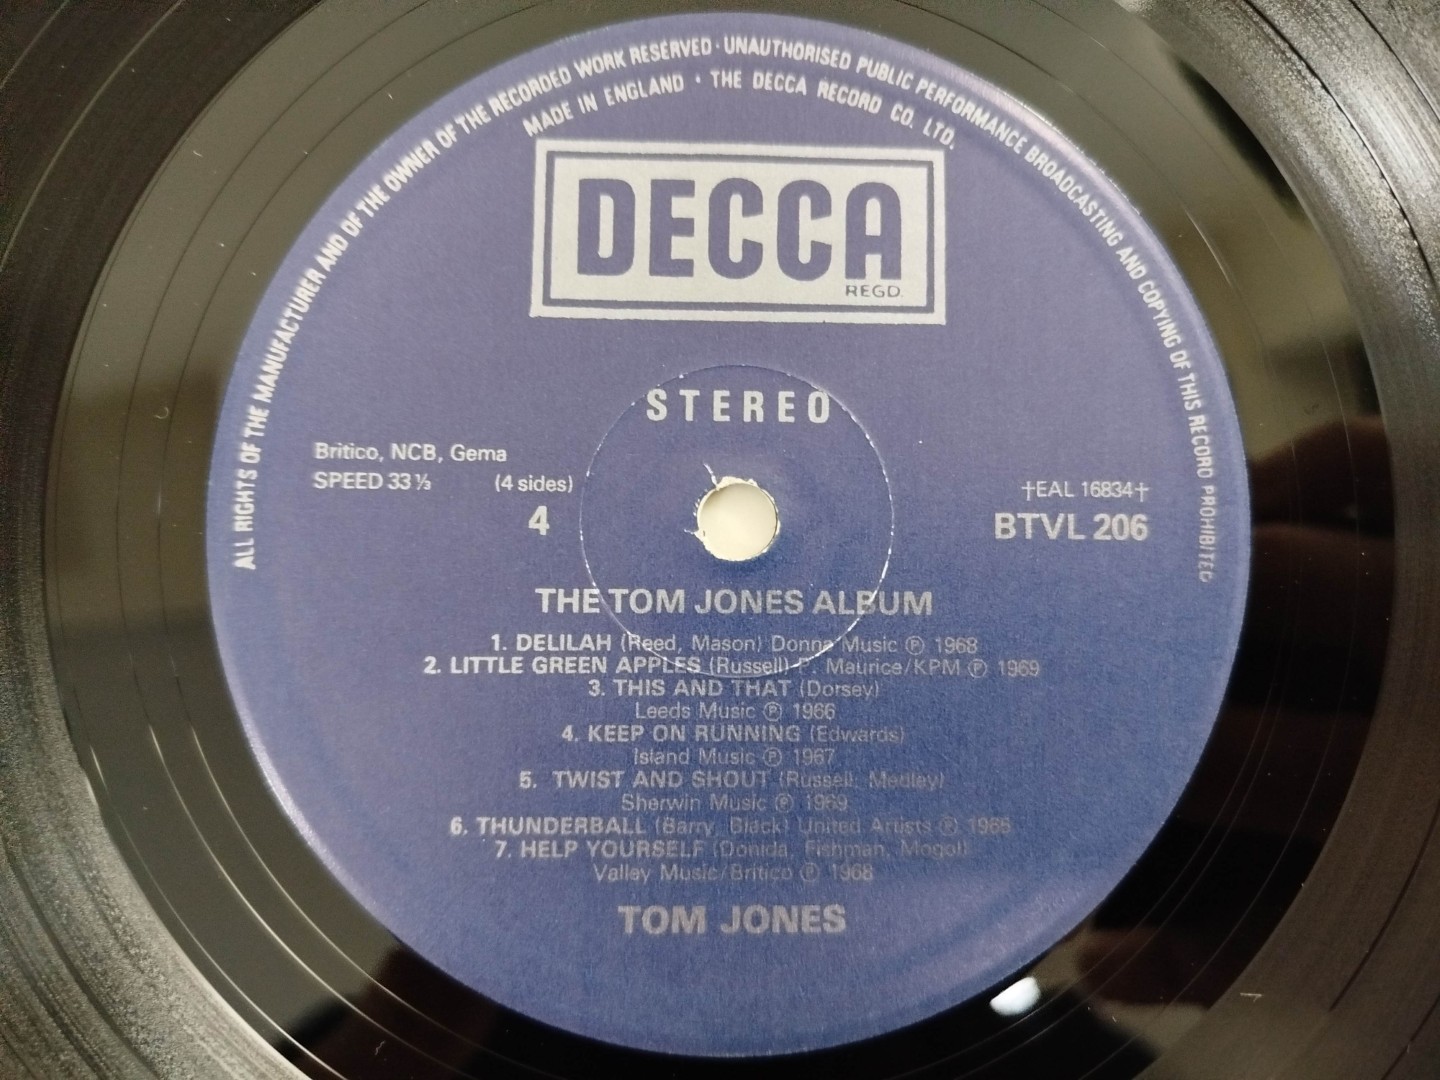 ALL RIGHTS OF THE MANUFACTURER AND OF THE OWNER OF THE RECORDED WORK RESERVED · UNAUTHORISED PUBLIC PERFORMANCE BROADCASTING AND COPYING OF THIS RECORD PROHIBITED
MADE IN ENGLAND · THE DECCA RECORD CO. LTD.
DECCA
REGD.
STEREO
Britico, NCB, Gema
SPEED 33⅓ (4 sides)
4
†EAL 16834†
BTVL 206
THE TOM JONES ALBUM
1. DELILAH (Reed, Mason) Donna Music ℗ 1968
2. LITTLE GREEN APPLES (Russell) P. Maurice/KPM ℗ 1969
3. THIS AND THAT (Dorsey)
Leeds Music ℗ 1966
4. KEEP ON RUNNING (Edwards)
Island Music ℗ 1967
5. TWIST AND SHOUT (Russell, Medley)
Sherwin Music ℗ 1969
6. THUNDERBALL (Barry, Black) United Artists ℗ 1966
7. HELP YOURSELF (Donida, Fishman, Mogol)
Valley Music/Britico ℗ 1968
TOM JONES